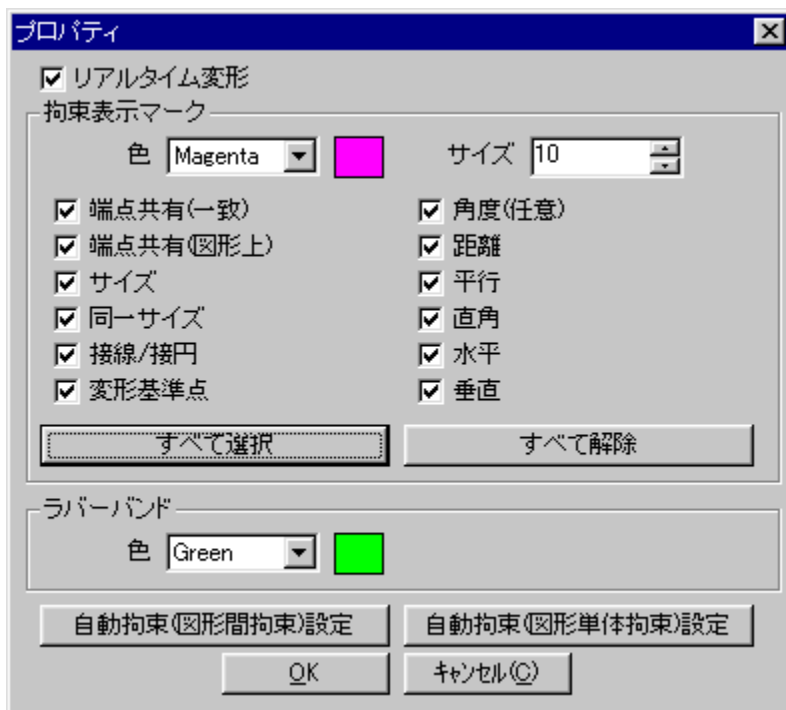 プロパティ
リアルタイム変形
拘束表示マーク
色 Magenta サイズ 10
端点共有(一致) 角度(任意)
端点共有(図形上) 距離
サイズ 平行
同一サイズ 直角
接線/接円 水平
変形基準点 垂直
すべて選択 すべて解除
ラバーバンド
色 Green
自動拘束(図形間拘束)設定 自動拘束(図形単体拘束)設定
OK キャンセル(C)